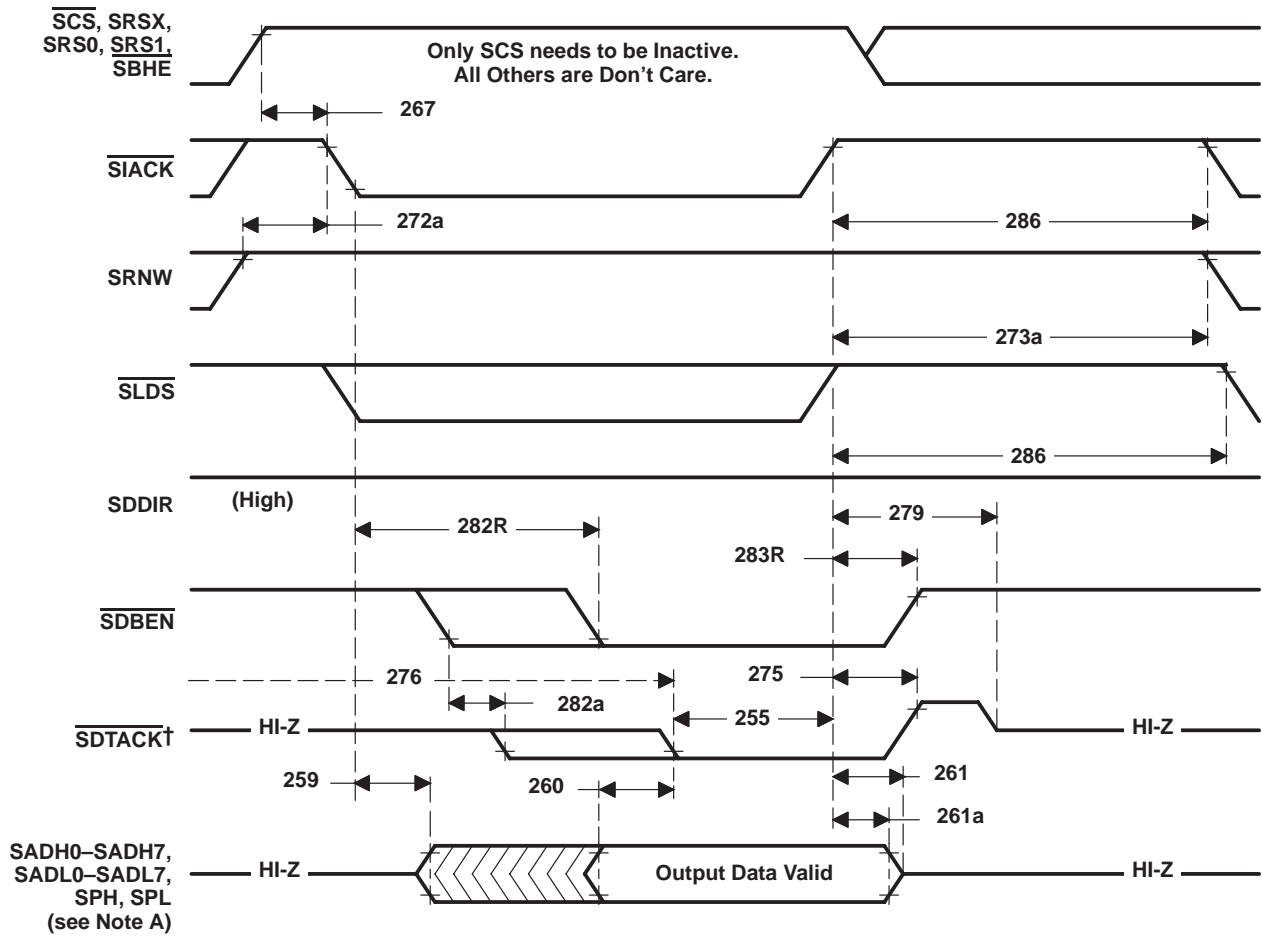 SCS, SRSX,
SRS0, SRS1,
SBHE
Only SCS needs to be Inactive.
All Others are Don't Care.
267
SIACK
272a
286
SRNW
273a
SLDS
286
SDDIR
(High)
282R
279
283R
SDBEN
276
275
282a
255
SDTACK†
HI-Z
HI-Z
259
260
261
261a
SADH0–SADH7,
SADL0–SADL7,
SPH, SPL
(see Note A)
HI-Z
Output Data Valid
HI-Z